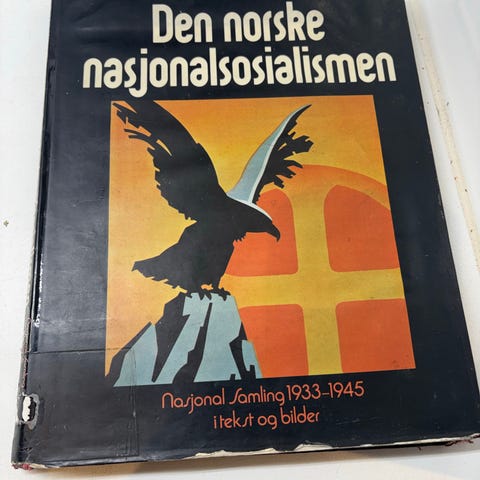 Den norske
nasjonalsosialismen
Nasjonal Samling 1933-1945
i tekst og bilder